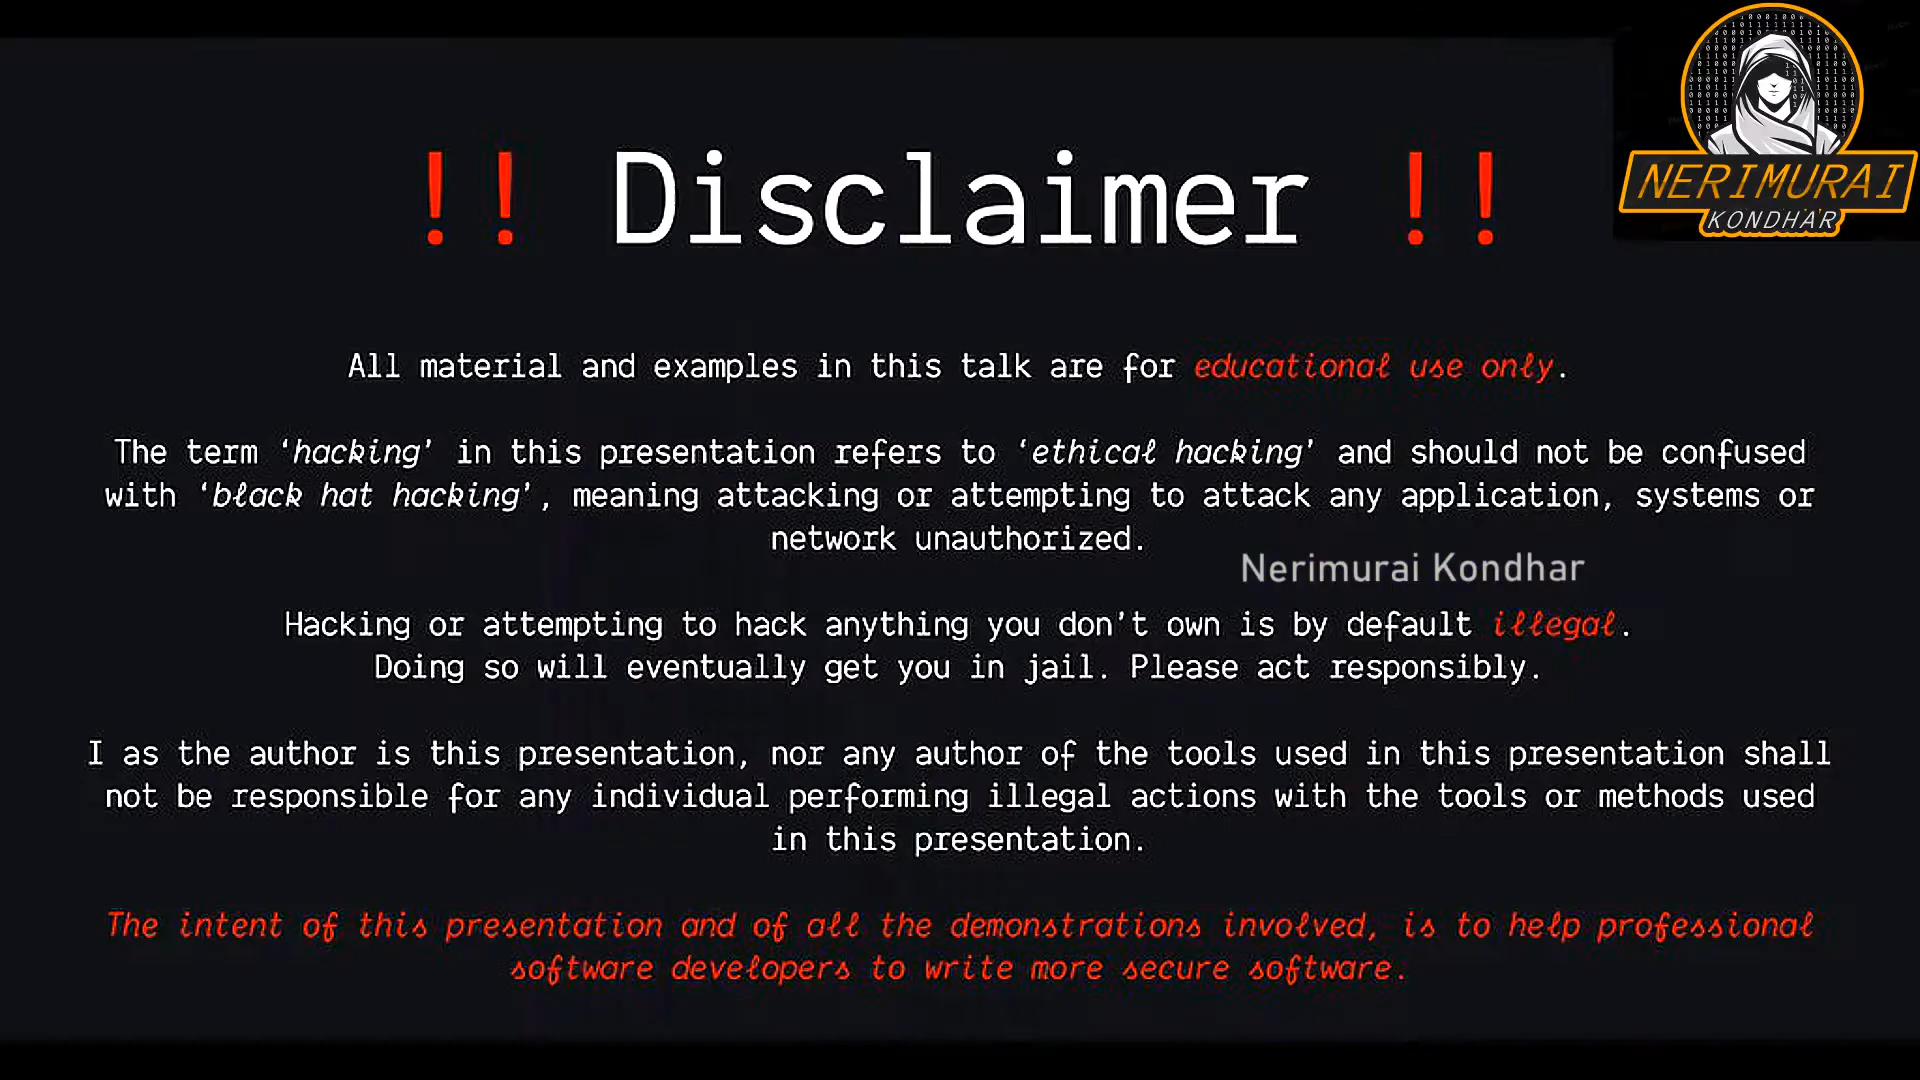 !! Disclaimer !!
NERIMURAI
KONDHAR
All material and examples in this talk are for educational use only.
The term ‘hacking’ in this presentation refers to ‘ethical hacking’ and should not be confused
with ‘black hat hacking’, meaning attacking or attempting to attack any application, systems or
network unauthorized.
Nerimurai Kondhar
Hacking or attempting to hack anything you don't own is by default illegal.
Doing so will eventually get you in jail. Please act responsibly.
I as the author is this presentation, nor any author of the tools used in this presentation shall
not be responsible for any individual performing illegal actions with the tools or methods used
in this presentation.
The intent of this presentation and of all the demonstrations involved, is to help professional
software developers to write more secure software.